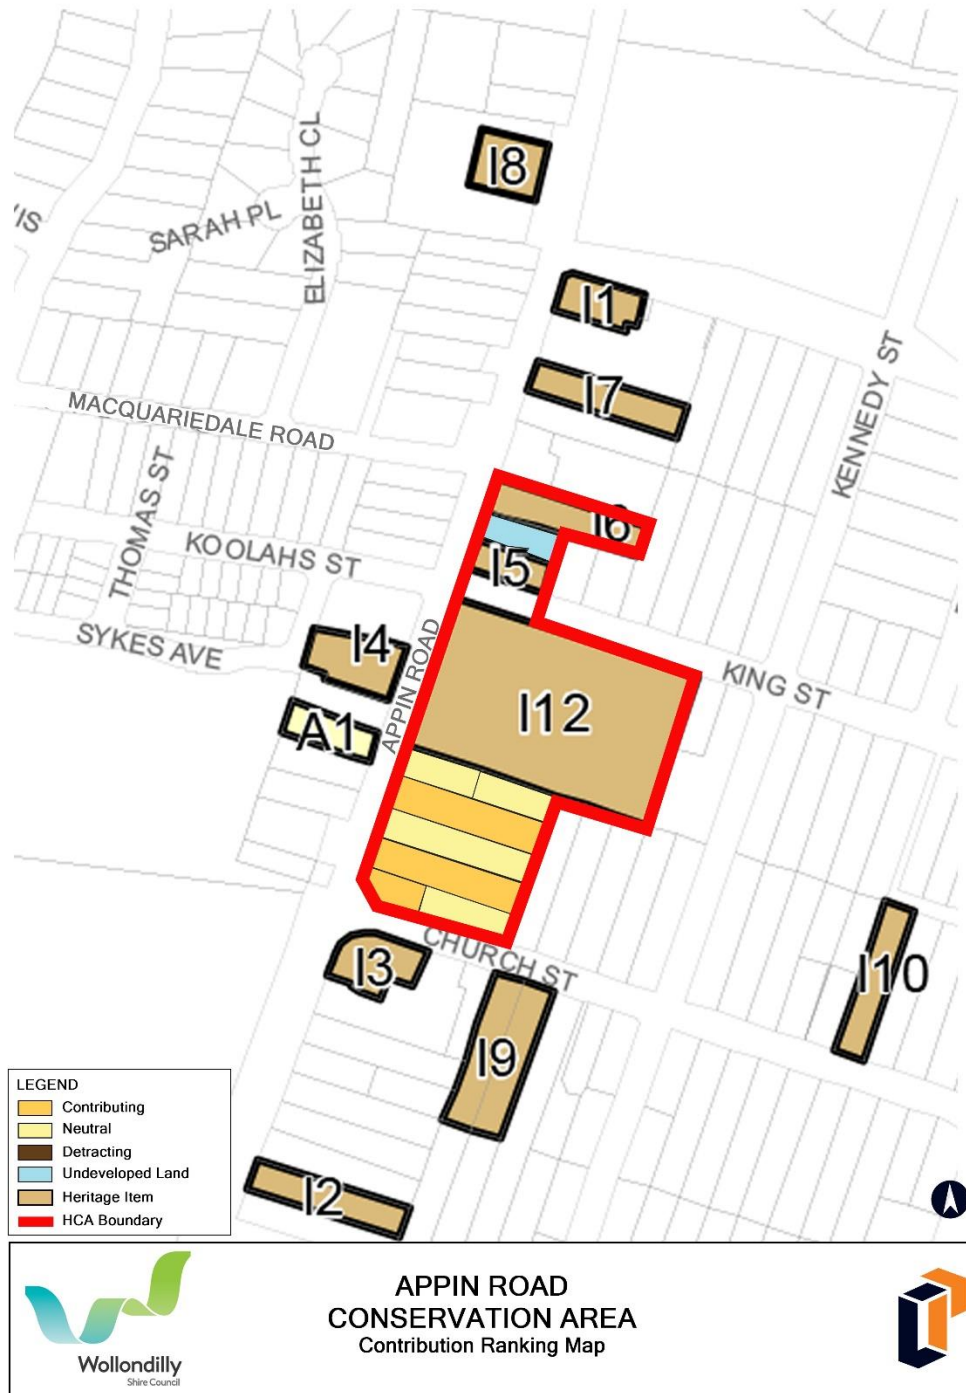 I8
SARAH PL
ELIZABETH CL
I1
I7
KENNEDY ST
MACQUARIEDALE ROAD
THOMAS ST
KOOLAHS ST
I6
I5
SYKES AVE
I4
APPIN ROAD
KING ST
A1
I12
CHURCH ST
I3
I10
I9
I2
LEGEND
Contributing
Neutral
Detracting
Undeveloped Land
Heritage Item
HCA Boundary
Wollondilly
Shire Council
APPIN ROAD
CONSERVATION AREA
Contribution Ranking Map